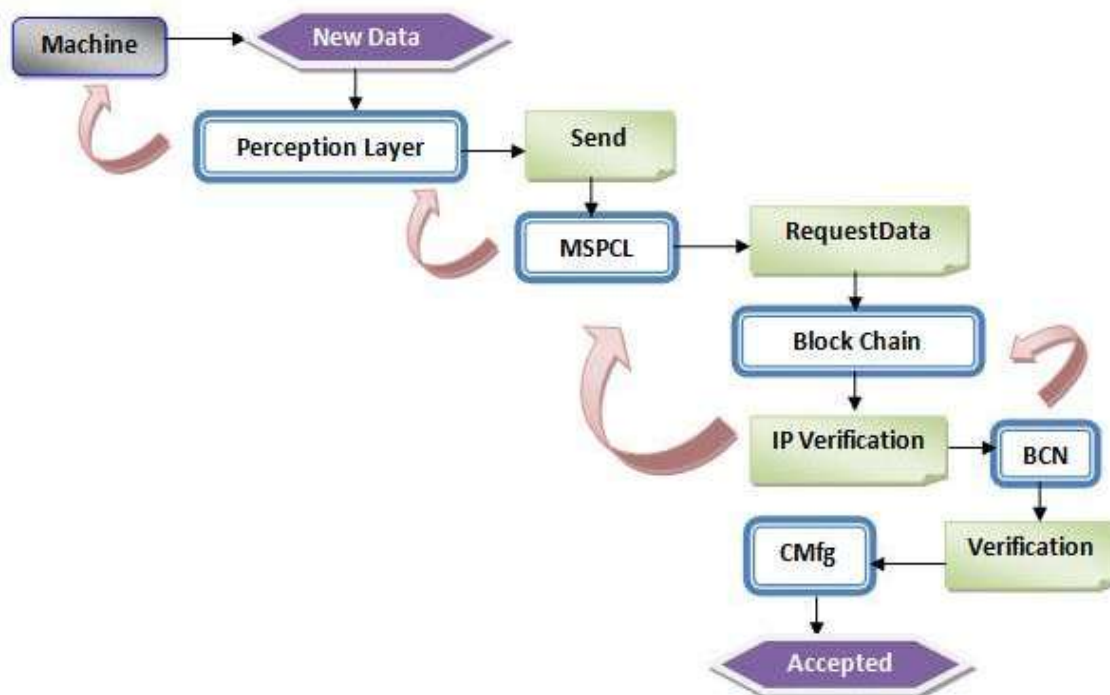 Machine
New Data
Perception Layer
Send
MSPCL
RequestData
Block Chain
IP Verification
BCN
Verification
CMfg
Accepted